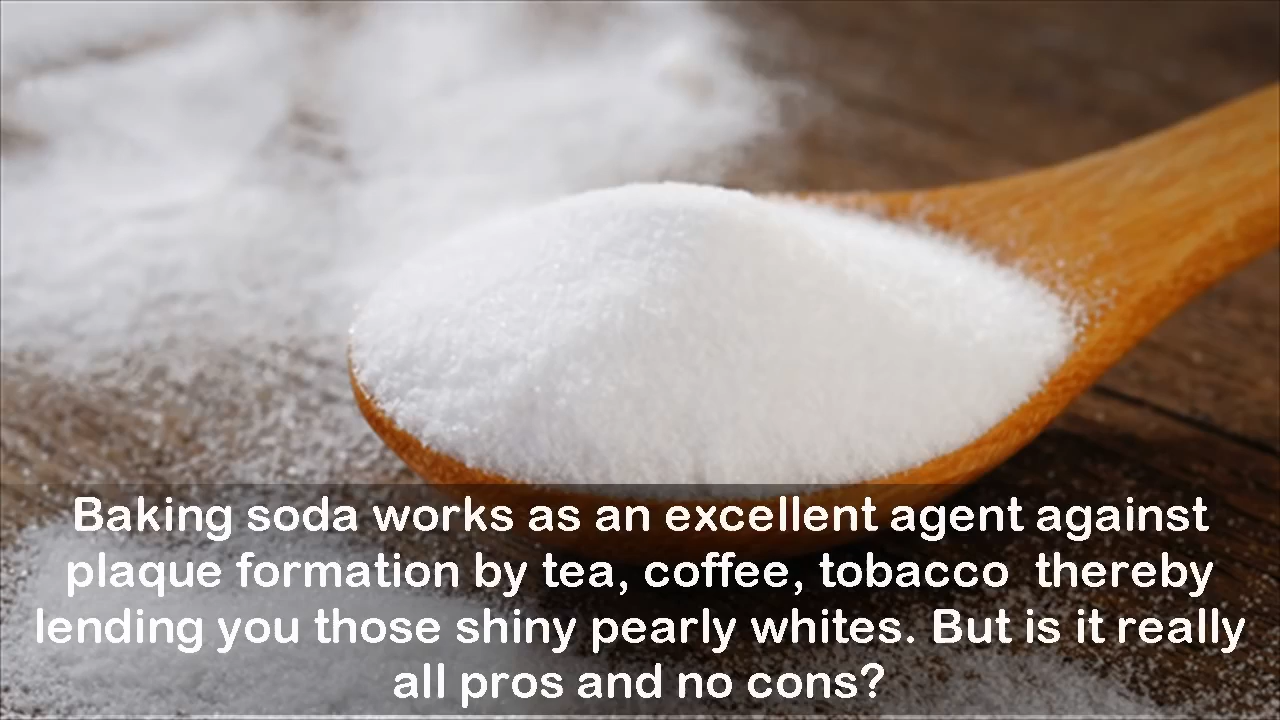 Baking soda works as an excellent agent against
plaque formation by tea, coffee, tobacco  thereby
lending you those shiny pearly whites. But is it really
all pros and no cons?